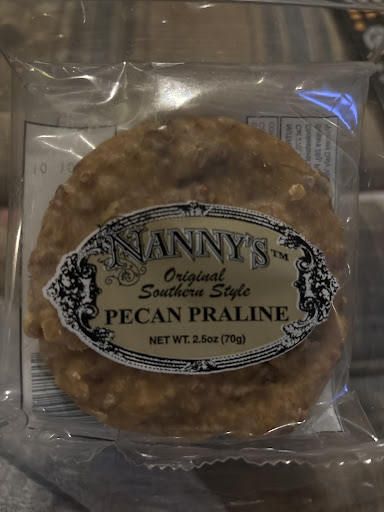 NANNY'S™
Original
Southern Style
PECAN PRALINE
NET WT. 2.5oz (70g)